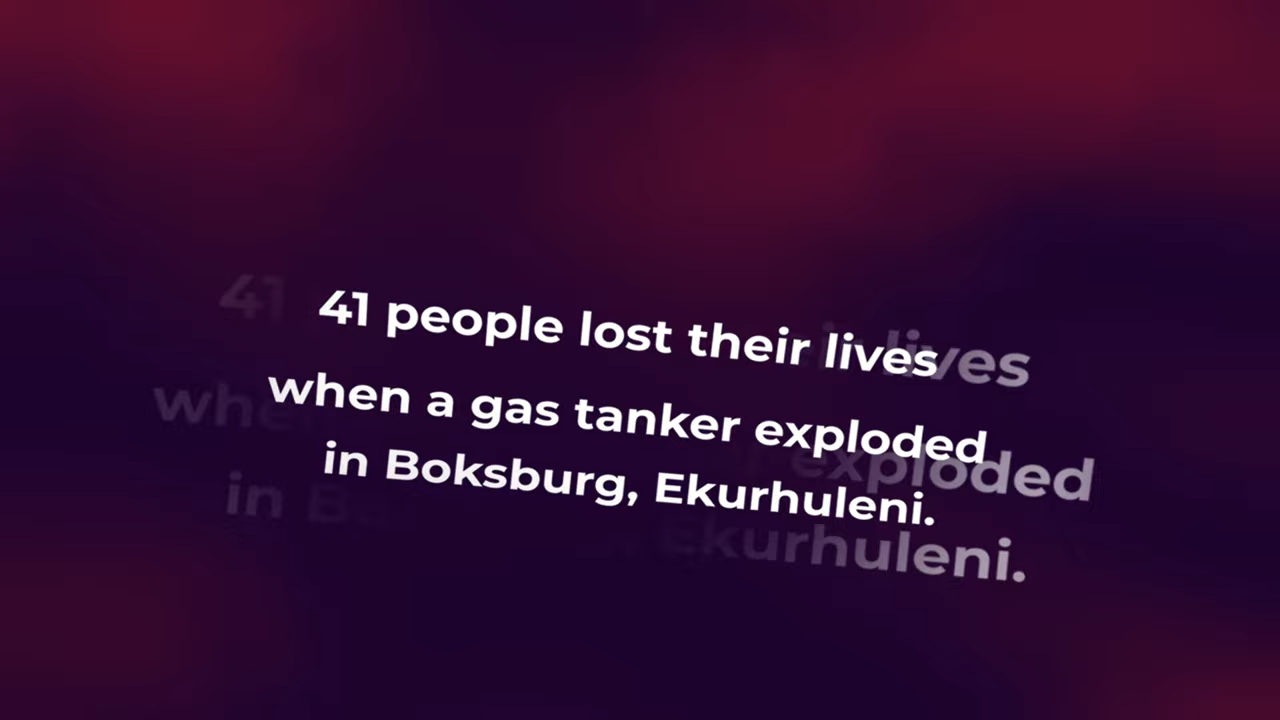 41 people lost their lives
when a gas tanker exploded
in Boksburg, Ekurhuleni.